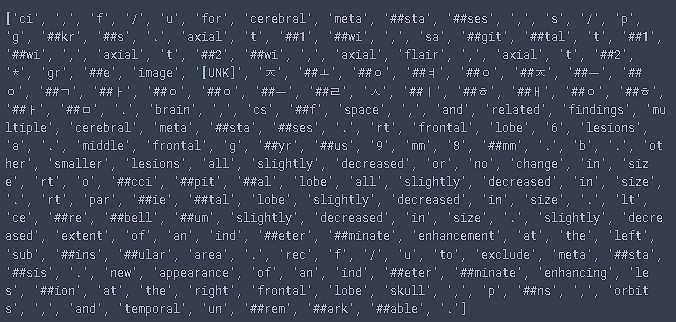 ['ci', ',', ',', 'f', '/', 'u', 'for', 'cerebral', 'meta', '##sta', '##ses', ',', ',', 's', '/', 'p',
'g', '##kr', '##s', '.', 'axial', 't', '##1', '##wi', ',', ',', 'sa', '##git', '##tal', 't', '##1',
'##wi', ',', ',', 'axial', 't', '##2', '##wi', ',', ',', 'axial', 'flair', ',', ',', 'axial', 't', '##2'
'*', 'gr', '##e', 'image', '[UNK]', 'ᄌ', '##ᅩ', '##ᄋ', '##ᅧ', '##ᄋ', '##ᄌ', '##ᅳ', '##
ᄋ', '##ᄀ', '##ᅡ', '##ᄋ', '##ᄋ', '##ᅳ', '##ᄅ', 'ᄉ', '##ᅵ', '##ᄒ', '##ᅢ', '##ᄋ', '##ᄒ',
'##ᅡ', '##ᄆ', '.', 'brain', ',', ',', 'cs', '##f', 'space', ',', ',', 'and', 'related', 'findings', 'mu
ltiple', 'cerebral', 'meta', '##sta', '##ses', '.', 'rt', 'frontal', 'lobe', '6', 'lesions',
'a', '.', 'middle', 'frontal', 'g', '##yr', '##us', '9', 'mm', '8', '##mm', '.', 'b', '.', 'ot
her', 'smaller', 'lesions', 'all', 'slightly', 'decreased', 'or', 'no', 'change', 'in', 'siz
e', 'rt', 'o', '##cci', '##pit', '##al', 'lobe', 'all', 'slightly', 'decreased', 'in', 'size',
'.', 'rt', 'par', '##ie', '##tal', 'lobe', 'slightly', 'decreased', 'in', 'size', '.', 'lt',
'ce', '##re', '##bell', '##um', 'slightly', 'decreased', 'in', 'size', '.', 'slightly', 'decre
ased', 'extent', 'of', 'an', 'ind', '##eter', '##minate', 'enhancement', 'at', 'the', 'left',
'sub', '##ins', '##ular', 'area', '.', 'rec', 'f', '/', 'u', 'to', 'exclude', 'meta', '##sta',
'##sis', '.', 'new', 'appearance', 'of', 'an', 'ind', '##eter', '##minate', 'enhancing', 'le
s', '##ion', 'at', 'the', 'right', 'frontal', 'lobe', 'skull', ',', ',', 'p', '##ns', ',', ',', 'orbit
s', ',', ',', 'and', 'temporal', 'un', '##rem', '##ark', '##able', '.']